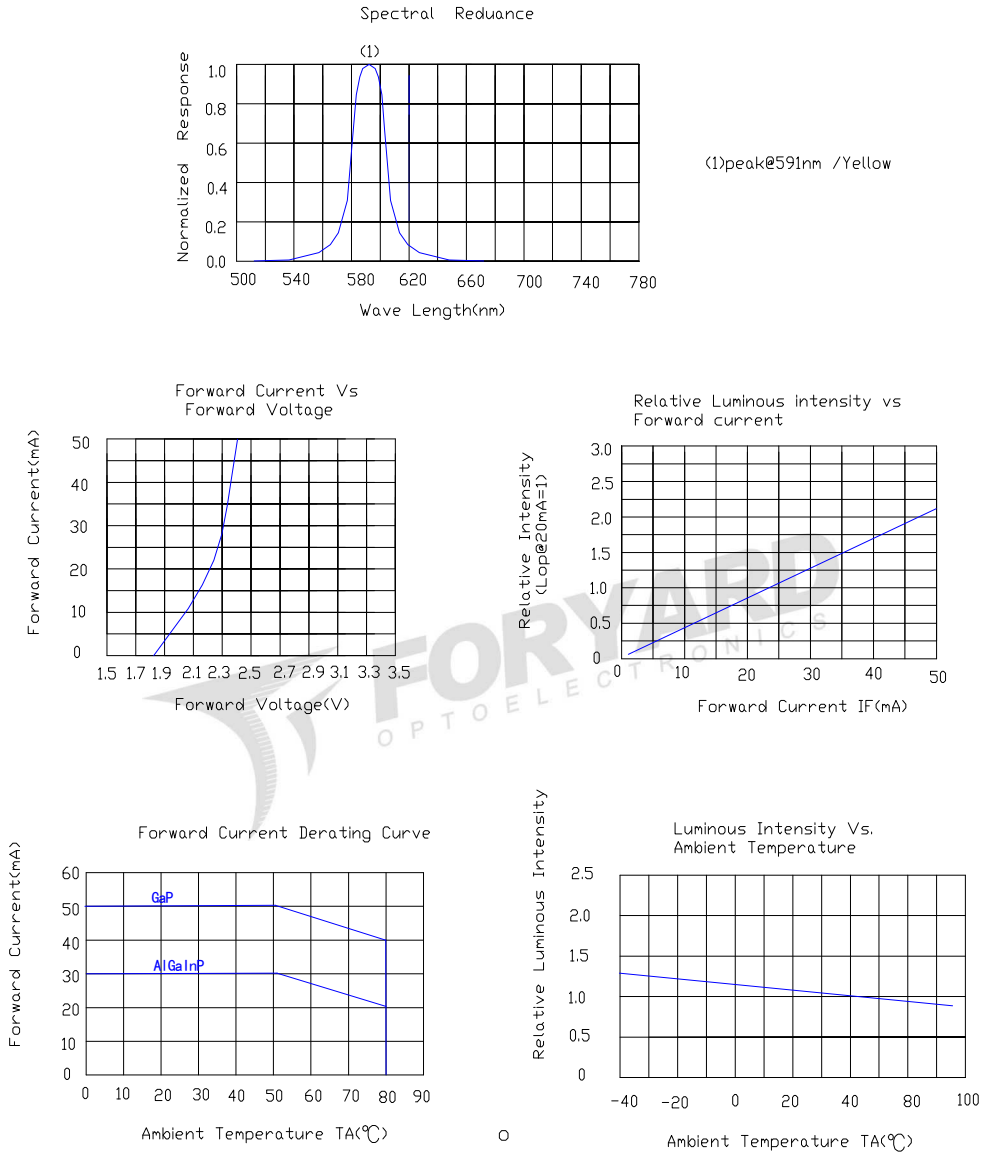 Spectral Reduance
(1)
Normalized Response
1.0
0.8
0.6
0.4
0.2
0.0
500 540 580 620 660 700 740 780
Wave Length(nm)
(1)peak@591nm /Yellow
Forward Current Vs
Forward Voltage
Forward Current(mA)
50
40
30
20
10
0
1.5 1.7 1.9 2.1 2.3 2.5 2.7 2.9 3.1 3.3 3.5
Forward Voltage(V)
Relative Luminous intensity vs
Forward current
Relative Intensity
(Lop@20mA=1)
3.0
2.5
2.0
1.5
1.0
0.5
0
0 10 20 30 40 50
Forward Current IF(mA)
FORYARD
OPTOELECTRONICS
Forward Current Derating Curve
Forward Current(mA)
60
50
40
30
20
10
0
GaP
AlGaInP
0 10 20 30 40 50 60 70 80 90
Ambient Temperature TA(℃)
O
Luminous Intensity Vs.
Ambient Temperature
Relative Luminous Intensity
2.5
2.0
1.5
1.0
0.5
0
-40 -20 0 20 40 80 100
Ambient Temperature TA(℃)